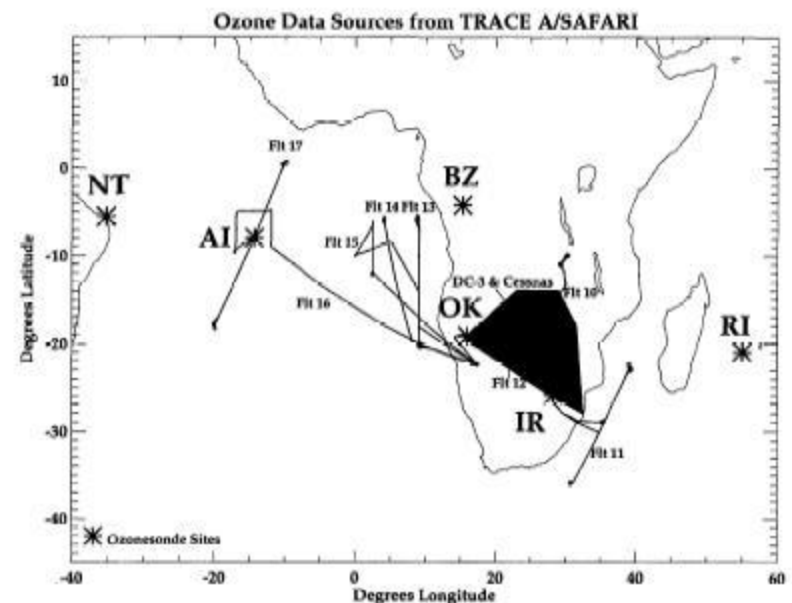 Ozone Data Sources from TRACE A/SAFARI
10
0
-10
-20
-30
-40
Degrees Latitude
Flt 17
NT
BZ
Flt 14
Flt 13
AI
Flt 15
DC-3 & Cessnas
Flt 10
Flt 16
OK
RI
Flt 12
IR
Flt 11
Ozonesonde Sites
-40
-20
0
20
40
60
Degrees Longitude